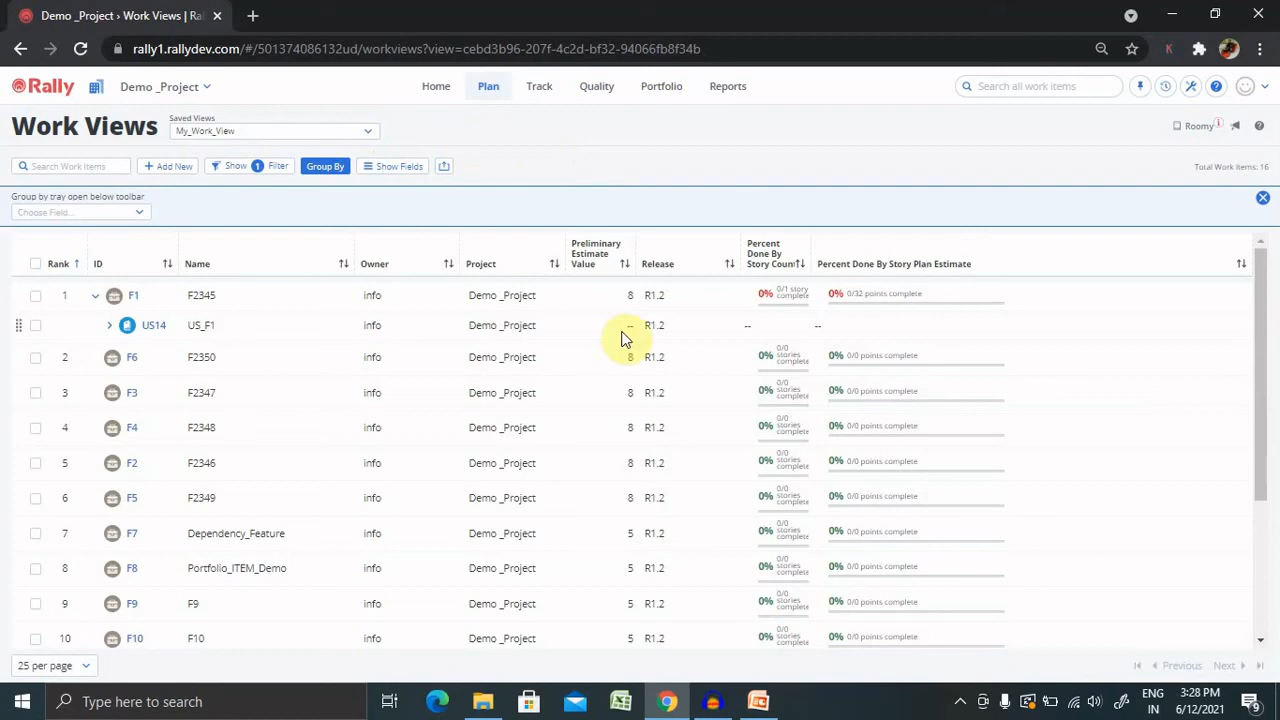 Demo _Project › Work Views | Ral
rally1.rallydev.com/#/501374086132ud/workviews?view=cebd3b96-207f-4c2d-bf32-94066fb8f34b
K
Rally Demo _Project Home Plan Track Quality Portfolio Reports Search all work items
Work Views
Saved Views
My_Work_View
Roomy
Search Work Items Add New Show 1 Filter Group By Show Fields Total Work Items: 16
Group by tray open below toolbar
Choose Field...
Rank ID Name Owner Project Preliminary Estimate Value Release Percent Done By Story Count Percent Done By Story Plan Estimate
1 F1 F2345 info Demo _Project 8 R1.2 0% 0/1 story complete 0% 0/32 points complete
US14 US_F1 info Demo _Project -- R1.2 -- --
2 F6 F2350 info Demo _Project 8 R1.2 0% 0/0 stories complete 0% 0/0 points complete
3 F3 F2347 info Demo _Project 8 R1.2 0% 0/0 stories complete 0% 0/0 points complete
4 F4 F2348 info Demo _Project 8 R1.2 0% 0/0 stories complete 0% 0/0 points complete
5 F2 F2346 info Demo _Project 8 R1.2 0% 0/0 stories complete 0% 0/0 points complete
6 F5 F2349 info Demo _Project 8 R1.2 0% 0/0 stories complete 0% 0/0 points complete
7 F7 Dependency_Feature info Demo _Project 5 R1.2 0% 0/0 stories complete 0% 0/0 points complete
8 F8 Portfolio_ITEM_Demo info Demo _Project 5 R1.2 0% 0/0 stories complete 0% 0/0 points complete
9 F9 F9 info Demo _Project 5 R1.2 0% 0/0 stories complete 0% 0/0 points complete
10 F10 F10 info Demo _Project 5 R1.2 0% 0/0 stories complete 0% 0/0 points complete
25 per page Previous Next
Type here to search
ENG
IN
3:28 PM
6/12/2021
9